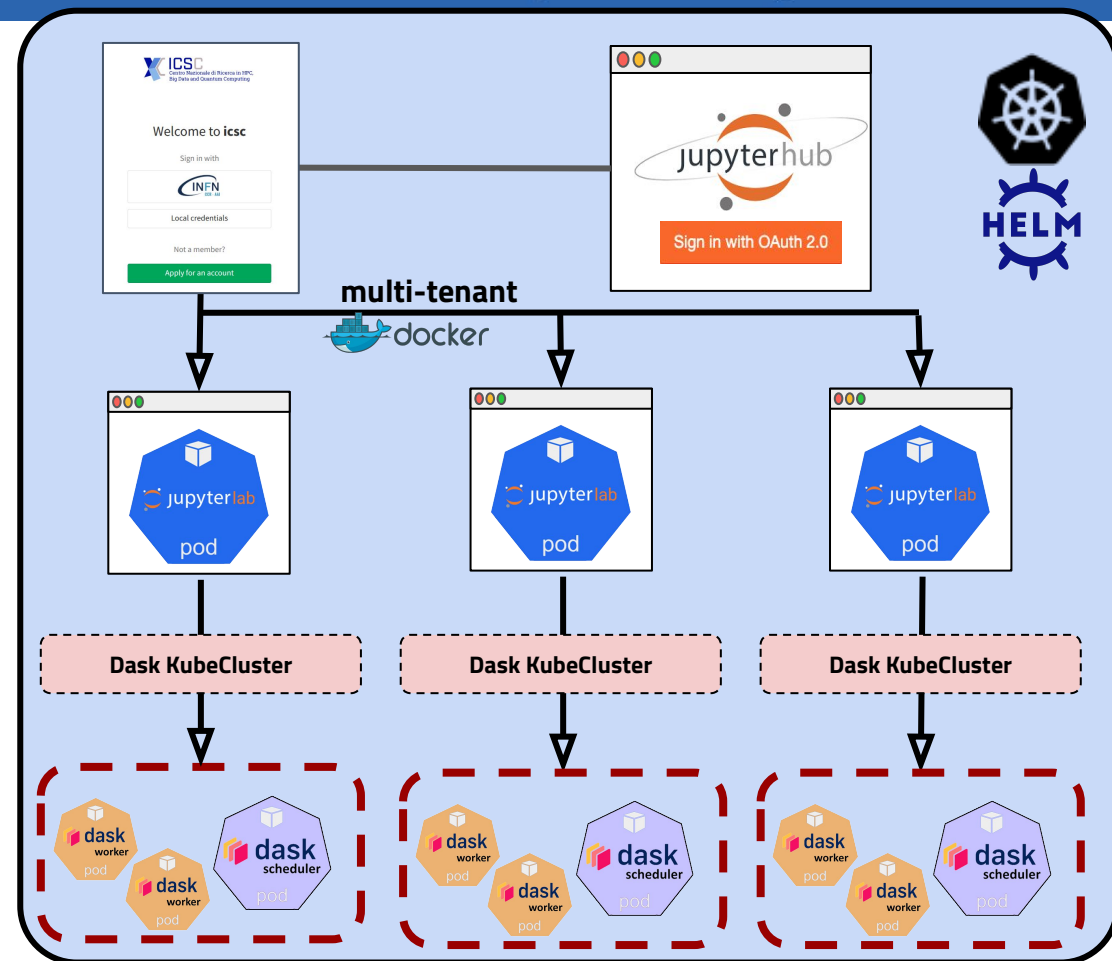 ICSC
Centro Nazionale di Ricerca in HPC,
Big Data and Quantum Computing
Welcome to icsc
Sign in with
INFN
Local credentials
Not a member?
Apply for an account
jupyterhub
Sign in with OAuth 2.0
HELM
multi-tenant
docker
jupyterlab
pod
jupyterlab
pod
jupyterlab
pod
Dask KubeCluster
Dask KubeCluster
Dask KubeCluster
dask
worker
pod
dask
worker
pod
dask
scheduler
pod
dask
worker
pod
dask
worker
pod
dask
scheduler
pod
dask
worker
pod
dask
worker
pod
dask
scheduler
pod